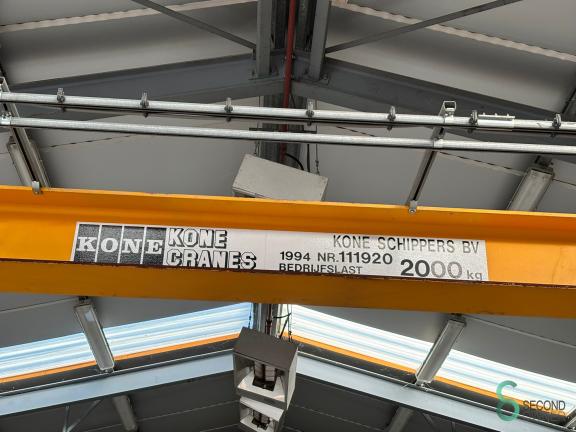 KONE
KONE
CRANES
KONE SCHIPPERS BV
1994 NR.111920
BEDRIJFSLAST 2000 kg
SECOND